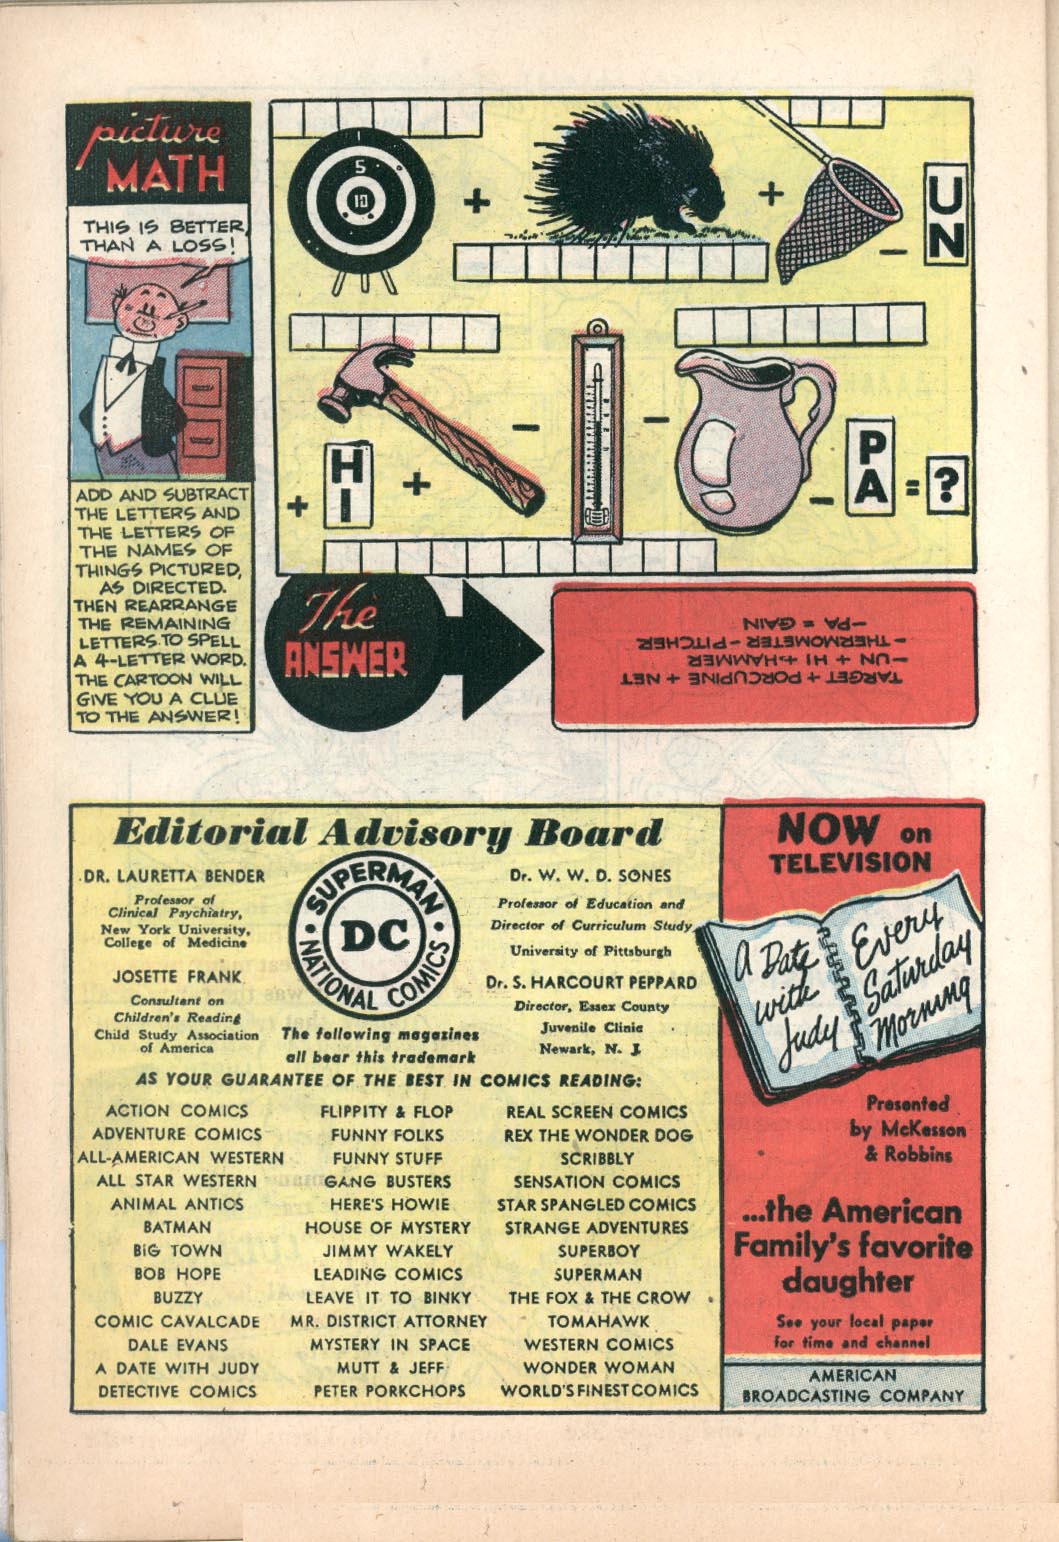 picture
MATH
THIS IS BETTER
THAN A LOSS!
ADD AND SUBTRACT
THE LETTERS AND
THE LETTERS OF
THE NAMES OF
THINGS PICTURED,
AS DIRECTED.
THEN REARRANGE
THE REMAINING
LETTERS TO SPELL
A 4-LETTER WORD.
THE CARTOON WILL
GIVE YOU A CLUE
TO THE ANSWER!
1
5
10
+
+
- UN
+ HI +
-
-
- PA = ?
The
ANSWER
TARGET + PORCUPINE + NET
-UN + HI + HAMMER
-THERMOMETER - PITCHER
-PA = GAIN
Editorial Advisory Board
DR. LAURETTA BENDER
Professor of
Clinical Psychiatry,
New York University,
College of Medicine
JOSETTE FRANK
Consultant on
Children's Reading
Child Study Association
of America
SUPERMAN
DC
NATIONAL COMICS
Dr. W. W. D. SONES
Professor of Education and
Director of Curriculum Study
University of Pittsburgh
Dr. S. HARCOURT PEPPARD
Director, Essex County
Juvenile Clinic
Newark, N. J.
The following magazines
all bear this trademark
AS YOUR GUARANTEE OF THE BEST IN COMICS READING:
ACTION COMICS
ADVENTURE COMICS
ALL-AMERICAN WESTERN
ALL STAR WESTERN
ANIMAL ANTICS
BATMAN
BIG TOWN
BOB HOPE
BUZZY
COMIC CAVALCADE
DALE EVANS
A DATE WITH JUDY
DETECTIVE COMICS
FLIPPITY & FLOP
FUNNY FOLKS
FUNNY STUFF
GANG BUSTERS
HERE'S HOWIE
HOUSE OF MYSTERY
JIMMY WAKELY
LEADING COMICS
LEAVE IT TO BINKY
MR. DISTRICT ATTORNEY
MYSTERY IN SPACE
MUTT & JEFF
PETER PORKCHOPS
REAL SCREEN COMICS
REX THE WONDER DOG
SCRIBBLY
SENSATION COMICS
STAR SPANGLED COMICS
STRANGE ADVENTURES
SUPERBOY
SUPERMAN
THE FOX & THE CROW
TOMAHAWK
WESTERN COMICS
WONDER WOMAN
WORLD'S FINEST COMICS
NOW on
TELEVISION
A Date
with
Judy
Every
Saturday
Morning
Presented
by McKesson
& Robbins
...the American
Family's favorite
daughter
See your local paper
for time and channel
AMERICAN
BROADCASTING COMPANY